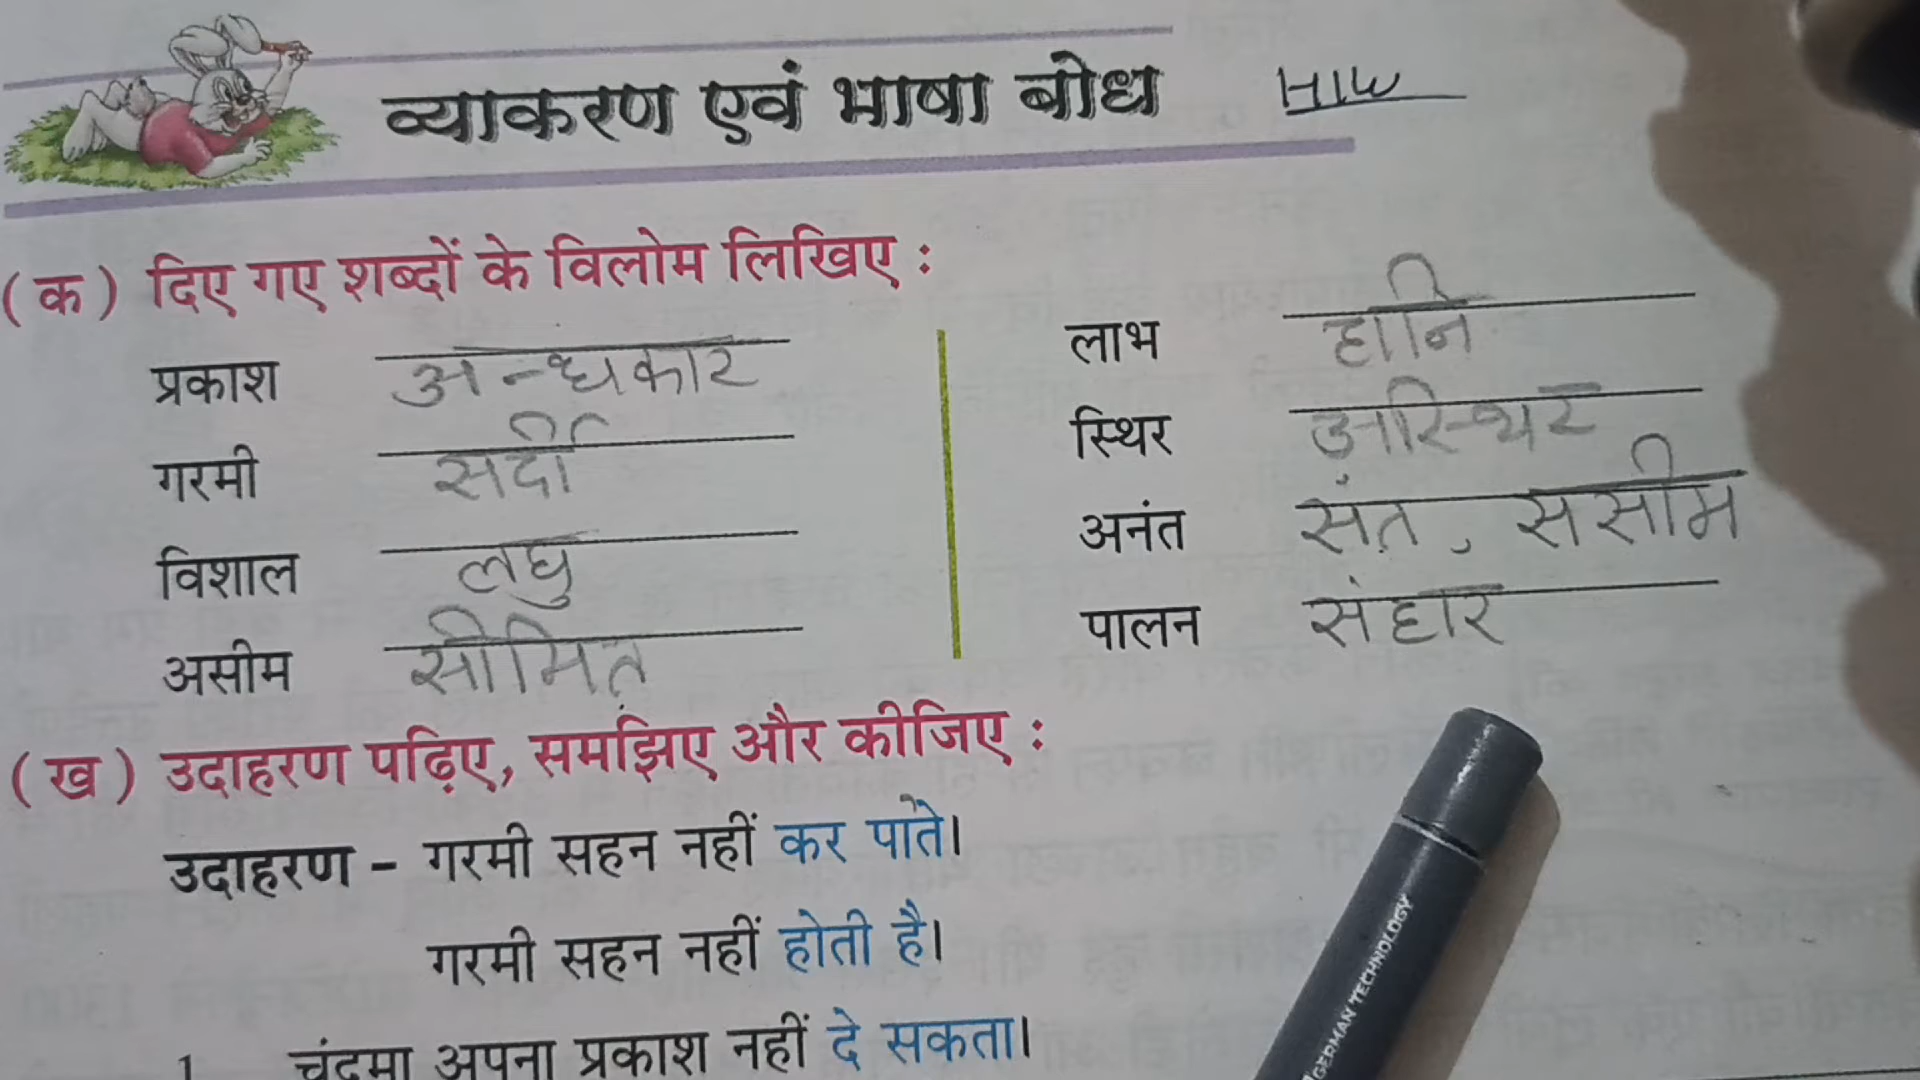 व्याकरण एवं भाषा बोध H/W
(क) दिए गए शब्दों के विलोम लिखिए :
प्रकाश अन्धकार
गरमी सर्दी
विशाल लघु
असीम सीमित
लाभ हानि
स्थिर अस्थिर
अनंत संत, ससीम
पालन संहार
(ख) उदाहरण पढ़िए, समझिए और कीजिए :
उदाहरण – गरमी सहन नहीं कर पाते।
गरमी सहन नहीं होती है।
1. चंद्रमा अपना प्रकाश नहीं दे सकता।
GERMAN TECHNOLOGY